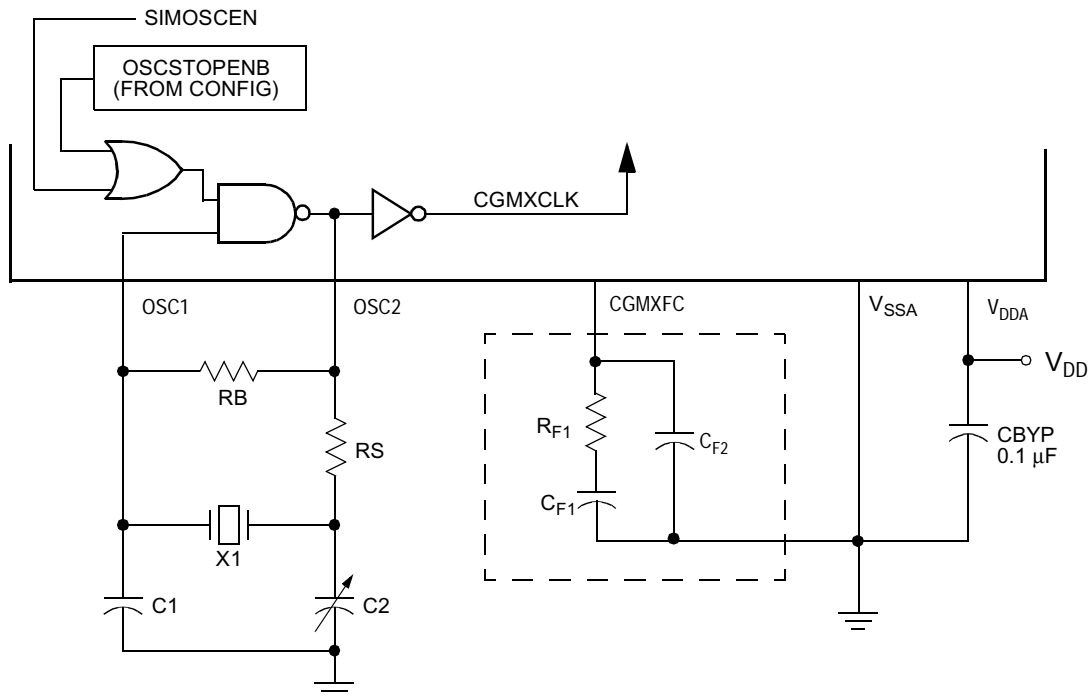 SIMOSCEN
OSCSTOPENB
(FROM CONFIG)
CGMXCLK
OSC1
OSC2
CGMXFC
VSSA
VDDA
VDD
RB
RS
RF1
CF2
CBYP
0.1 μF
CF1
X1
C1
C2